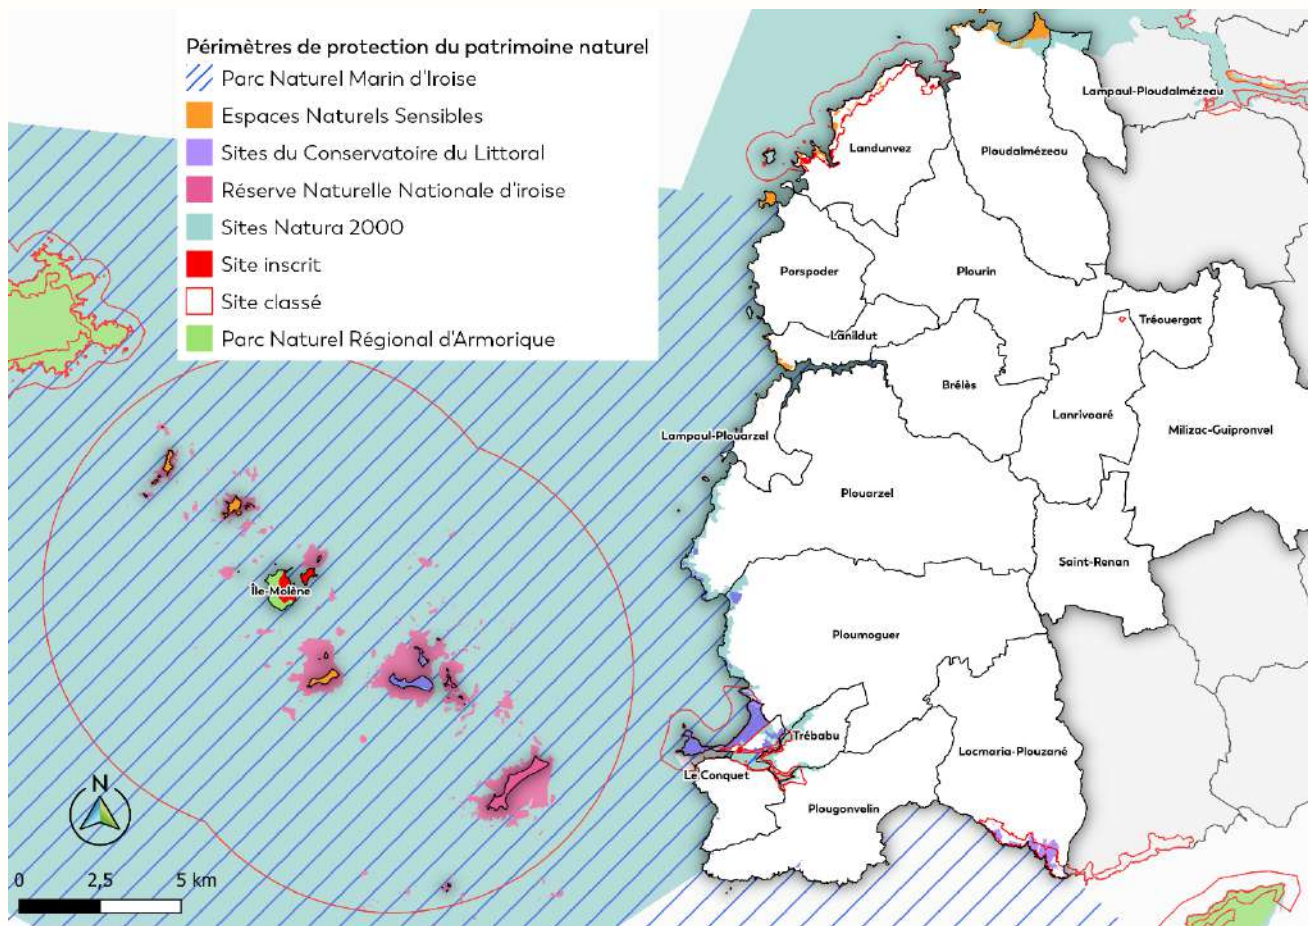 Périmètres de protection du patrimoine naturel
Parc Naturel Marin d'Iroise
Espaces Naturels Sensibles
Sites du Conservatoire du Littoral
Réserve Naturelle Nationale d'iroise
Sites Natura 2000
Site inscrit
Site classé
Parc Naturel Régional d'Armorique
Lampaul-Ploudalmézeau
Landunvez
Ploudalmézeau
Porspoder
Plourin
Tréouergat
Lanildut
Brélès
Lanrivoaré
Milizac-Guipronvel
Lampaul-Plouarzel
Plouarzel
Saint-Renan
Île-Molène
Ploumoguer
Trébabu
Locmaria-Plouzané
Le Conquet
Plougonvelin
N
0 2,5 5 km